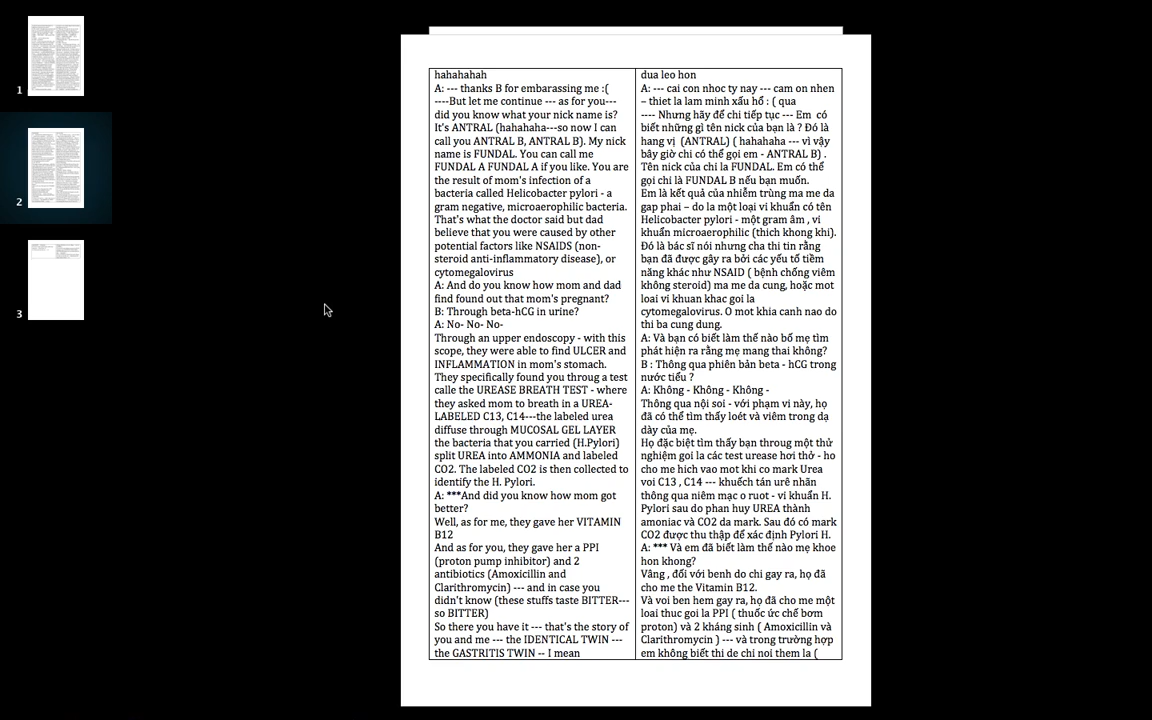 1
2
3
hahahahah
A: --- thanks B for embarassing me :(
----But let me continue --- as for you---
did you know what your nick name is?
It's ANTRAL (hahahaha---so now I can
call you ANTRAL B, ANTRAL B). My nick
name is FUNDAL. You can call me
FUNDAL A FUNDAL A if you like. You are
the result of mom's infection of a
bacteria called Helicobacter pylori - a
gram negative, microaerophilic bacteria.
That's what the doctor said but dad
believe that you were caused by other
potential factors like NSAIDS (non-
steroid anti-inflammatory disease), or
cytomegalovirus
A: And do you know how mom and dad
find found out that mom's pregnant?
B: Through beta-hCG in urine?
A: No- No- No-
Through an upper endoscopy - with this
scope, they were able to find ULCER and
INFLAMMATION in mom's stomach.
They specifically found you throug a test
calle the UREASE BREATH TEST - where
they asked mom to breath in a UREA-
LABELED C13, C14---the labeled urea
diffuse through MUCOSAL GEL LAYER
the bacteria that you carried (H.Pylori)
split UREA into AMMONIA and labeled
CO2. The labeled CO2 is then collected to
identify the H. Pylori.
A: ***And did you know how mom got
better?
Well, as for me, they gave her VITAMIN
B12
And as for you, they gave her a PPI
(proton pump inhibitor) and 2
antibiotics (Amoxicillin and
Clarithromycin) --- and in case you
didn't know (these stuffs taste BITTER---
so BITTER)
So there you have it --- that's the story of
you and me --- the IDENTICAL TWIN ---
the GASTRITIS TWIN -- I mean
dua leo hon
A: --- cai con nhoc ty nay --- cam on nhen
– thiet la lam minh xấu hổ : ( qua
---- Nhưng hãy để chi tiếp tục --- Em có
biết những gì tên nick của bạn là ? Đó là
hang vị (ANTRAL) ( hahahaha --- vì vậy
bây giờ chi có thể gọi em - ANTRAL B) .
Tên nick của chi la FUNDAL. Em có thể
gọi chi là FUNDAL B nếu bạn muốn.
Em là kết quả của nhiễm trùng ma me da
gap phai – do la một loại vi khuẩn có tên
Helicobacter pylori - một gram âm , vi
khuẩn microaerophilic (thich khong khi).
Đó là bác sĩ nói nhưng cha thi tin rằng
bạn đã được gây ra bởi các yếu tố tiềm
năng khác như NSAID ( bệnh chống viêm
không steroid) ma me da cung, hoặc mot
loai vi khuan khac goi la
cytomegalovirus. O mot khia canh nao do
thi ba cung dung.
A: Và bạn có biết làm thế nào bố mẹ tìm
phát hiện ra rằng mẹ mang thai không?
B : Thông qua phiên bản beta - hCG trong
nước tiểu ?
A: Không - Không - Không -
Thông qua nội soi - với phạm vi này, họ
đã có thể tìm thấy loét và viêm trong dạ
dày của mẹ.
Họ đặc biệt tìm thấy bạn throug một thử
nghiệm goi la các test urease hơi thở - ho
cho me hich vao mot khi co mark Urea
voi C13 , C14 --- khuếch tán urê nhãn
thông qua niêm mạc o ruot - vi khuẩn H.
Pylori sau do phan huy UREA thành
amoniac và CO2 da mark. Sau đó có mark
CO2 được thu thập để xác định Pylori H.
A: *** Và em đã biết làm thế nào mẹ khoe
hon khong?
Vâng , đối với benh do chi gay ra, họ đã
cho me the Vitamin B12.
Và voi ben hem gay ra, họ đã cho me một
loai thuc goi la PPI ( thuốc ức chế bơm
proton) và 2 kháng sinh ( Amoxicillin và
Clarithromycin ) --- và trong trường hợp
em không biết thi de chi noi them la (